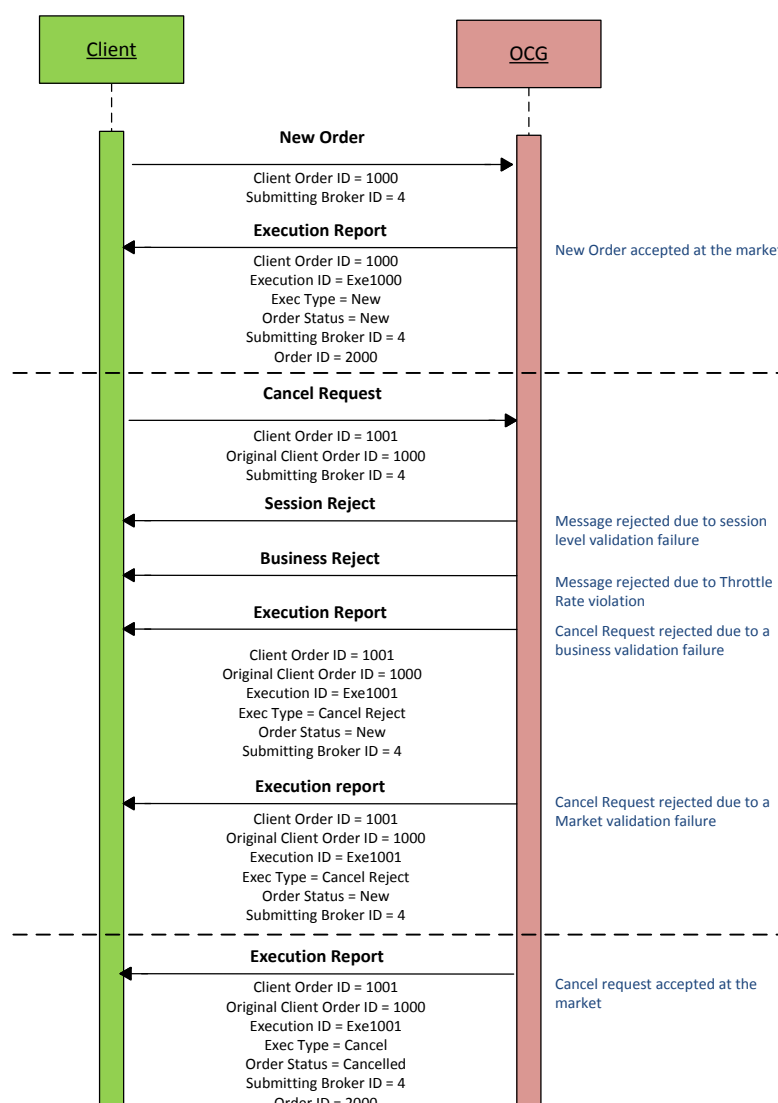 Client
OCG
New Order
Client Order ID = 1000
Submitting Broker ID = 4
Execution Report
New Order accepted at the market
Client Order ID = 1000
Execution ID = Exe1000
Exec Type = New
Order Status = New
Submitting Broker ID = 4
Order ID = 2000
Cancel Request
Client Order ID = 1001
Original Client Order ID = 1000
Submitting Broker ID = 4
Session Reject
Message rejected due to session
level validation failure
Business Reject
Message rejected due to Throttle
Rate violation
Execution Report
Cancel Request rejected due to a
business validation failure
Client Order ID = 1001
Original Client Order ID = 1000
Execution ID = Exe1001
Exec Type = Cancel Reject
Order Status = New
Submitting Broker ID = 4
Execution report
Cancel Request rejected due to a
Market validation failure
Client Order ID = 1001
Original Client Order ID = 1000
Execution ID = Exe1001
Exec Type = Cancel Reject
Order Status = New
Submitting Broker ID = 4
Execution Report
Cancel request accepted at the
market
Client Order ID = 1001
Original Client Order ID = 1000
Execution ID = Exe1001
Exec Type = Cancel
Order Status = Cancelled
Submitting Broker ID = 4
Order ID = 2000